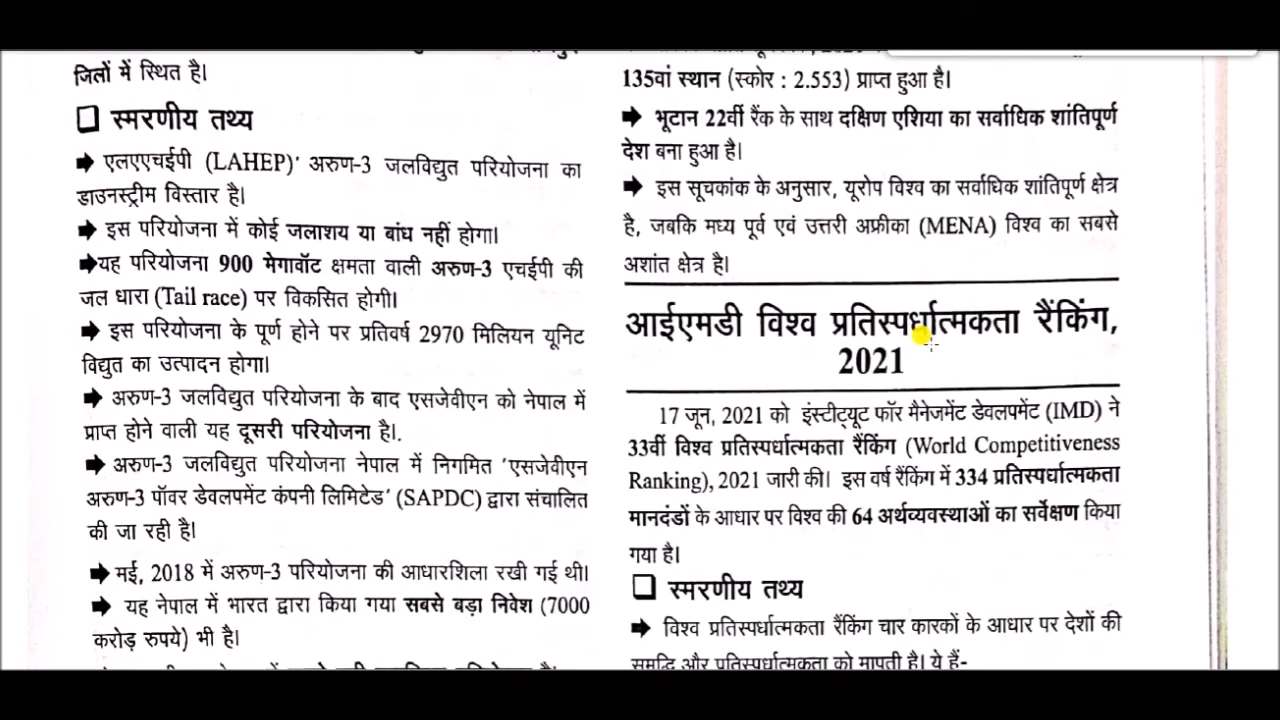 जिलों में स्थित है।
❑ स्मरणीय तथ्य
➡ एलएएचईपी (LAHEP)' अरुण-3 जलविद्युत परियोजना का
डाउनस्ट्रीम विस्तार है।
➡ इस परियोजना में कोई जलाशय या बांध नहीं होगा।
➡यह परियोजना 900 मेगावॉट क्षमता वाली अरुण-3 एचईपी की
जल धारा (Tail race) पर विकसित होगी।
➡ इस परियोजना के पूर्ण होने पर प्रतिवर्ष 2970 मिलियन यूनिट
विद्युत का उत्पादन होगा।
➡ अरुण-3 जलविद्युत परियोजना के बाद एसजेवीएन को नेपाल में
प्राप्त होने वाली यह दूसरी परियोजना है।.
➡ अरुण-3 जलविद्युत परियोजना नेपाल में निगमित 'एसजेवीएन
अरुण-3 पॉवर डेवलपमेंट कंपनी लिमिटेड' (SAPDC) द्वारा संचालित
की जा रही है।
➡ मई, 2018 में अरुण-3 परियोजना की आधारशिला रखी गई थी।
➡ यह नेपाल में भारत द्वारा किया गया सबसे बड़ा निवेश (7000
करोड़ रुपये) भी है।
135वां स्थान (स्कोर : 2.553) प्राप्त हुआ है।
➡ भूटान 22वीं रैंक के साथ दक्षिण एशिया का सर्वाधिक शांतिपूर्ण
देश बना हुआ है।
➡ इस सूचकांक के अनुसार, यूरोप विश्व का सर्वाधिक शांतिपूर्ण क्षेत्र
है, जबकि मध्य पूर्व एवं उत्तरी अफ्रीका (MENA) विश्व का सबसे
अशांत क्षेत्र है।
आईएमडी विश्व प्रतिस्पर्धात्मकता रैंकिंग,
2021
17 जून, 2021 को इंस्टीट्यूट फॉर मैनेजमेंट डेवलपमेंट (IMD) ने
33वीं विश्व प्रतिस्पर्धात्मकता रैंकिंग (World Competitiveness
Ranking), 2021 जारी की। इस वर्ष रैंकिंग में 334 प्रतिस्पर्धात्मकता
मानदंडों के आधार पर विश्व की 64 अर्थव्यवस्थाओं का सर्वेक्षण किया
गया है।
❑ स्मरणीय तथ्य
➡ विश्व प्रतिस्पर्धात्मकता रैंकिंग चार कारकों के आधार पर देशों की
समृद्धि और प्रतिस्पर्धात्मकता को मापती है। ये हैं-